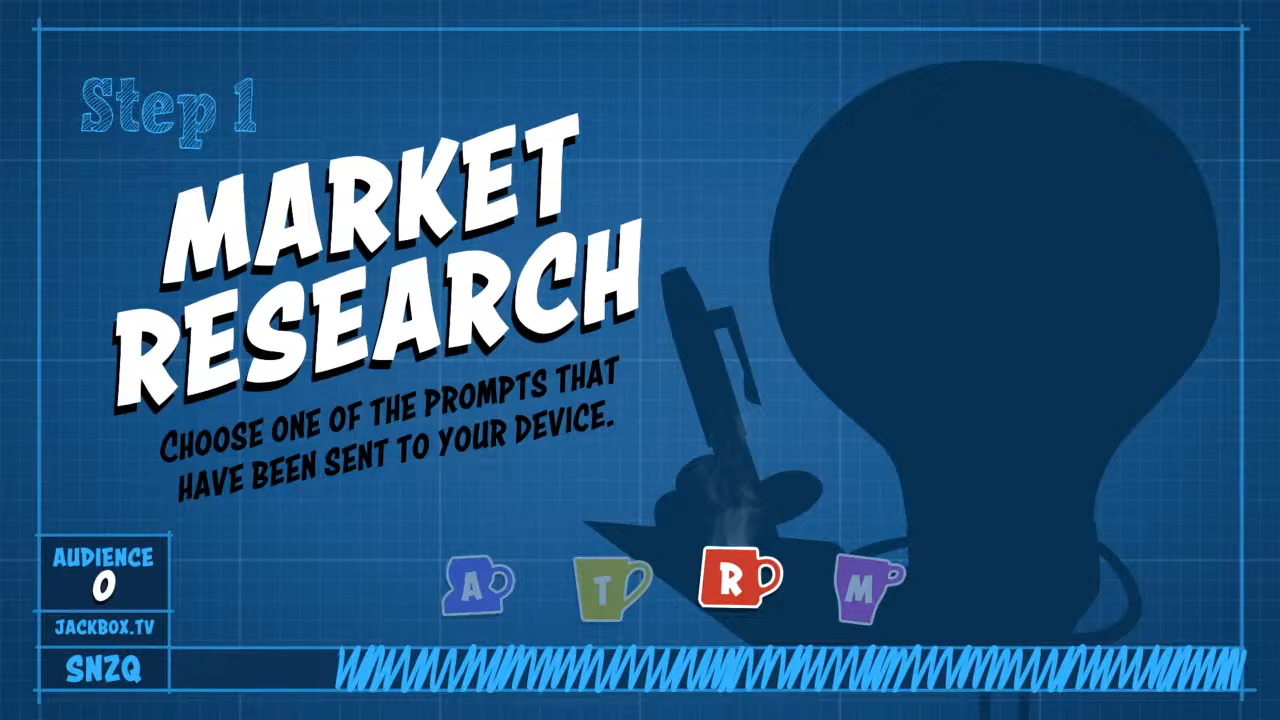 Step 1
MARKET
RESEARCH
CHOOSE ONE OF THE PROMPTS THAT
HAVE BEEN SENT TO YOUR DEVICE.
A T R M
AUDIENCE
0
JACKBOX.TV
SNZQ